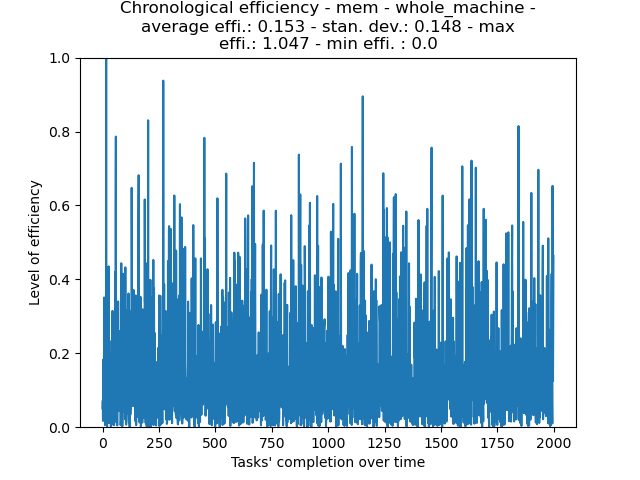 Chronological efficiency - mem - whole_machine -
average effi.: 0.153 - stan. dev.: 0.148 - max
effi.: 1.047 - min effi. : 0.0
1.0
0.8
0.6
0.4
0.2
0.0
Level of efficiency
0 250 500 750 1000 1250 1500 1750 2000
Tasks' completion over time